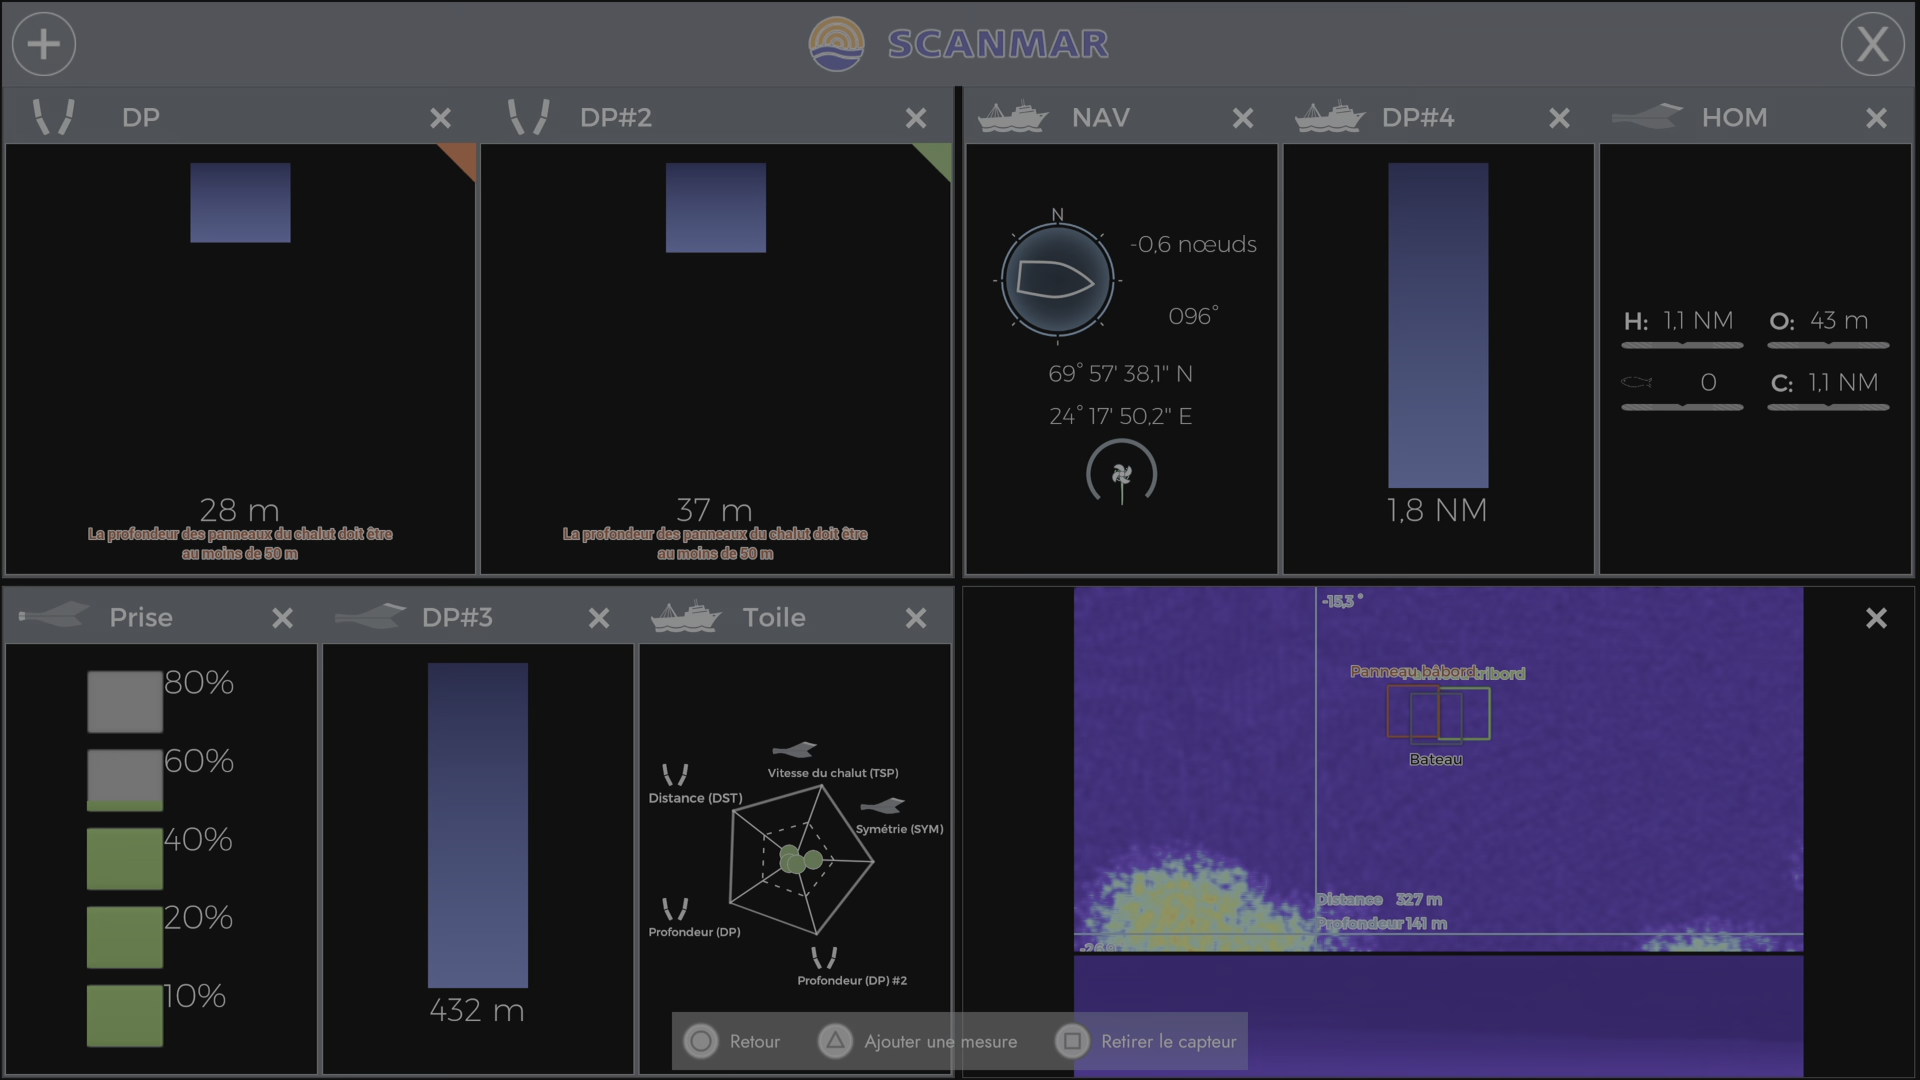 SCANMAR
X
DP
DP#2
NAV
DP#4
HOM
28 m
La profondeur des panneaux du chalut doit être
au moins de 50 m
37 m
La profondeur des panneaux du chalut doit être
au moins de 50 m
N
-0,6 nœuds
096°
69° 57' 38,1" N
24° 17' 50,2" E
1,8 NM
H: 1,1 NM
O: 43 m
0
C: 1,1 NM
Prise
DP#3
Toile
80%
60%
40%
20%
10%
432 m
Vitesse du chalut (TSP)
Distance (DST)
Symétrie (SYM)
Profondeur (DP)
Profondeur (DP) #2
-15,3 °
Panneau bâbord
tribord
Bateau
Distance 327 m
Profondeur 141 m
Retour
Ajouter une mesure
Retirer le capteur